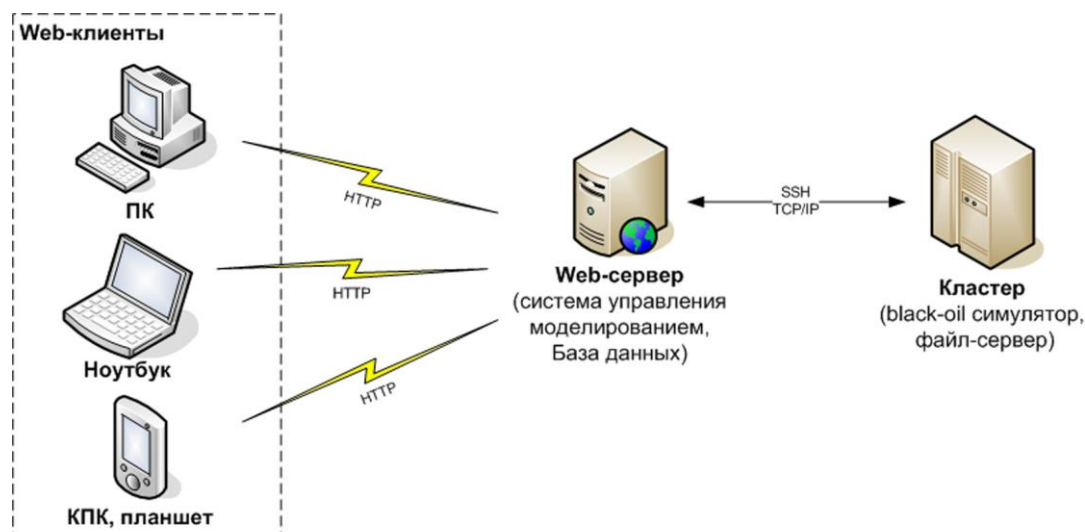 Web-клиенты
ПК
HTTP
Ноутбук
HTTP
КПК, планшет
HTTP
Web-сервер
(система управления
моделированием,
База данных)
SSH
TCP/IP
Кластер
(black-oil симулятор,
файл-сервер)